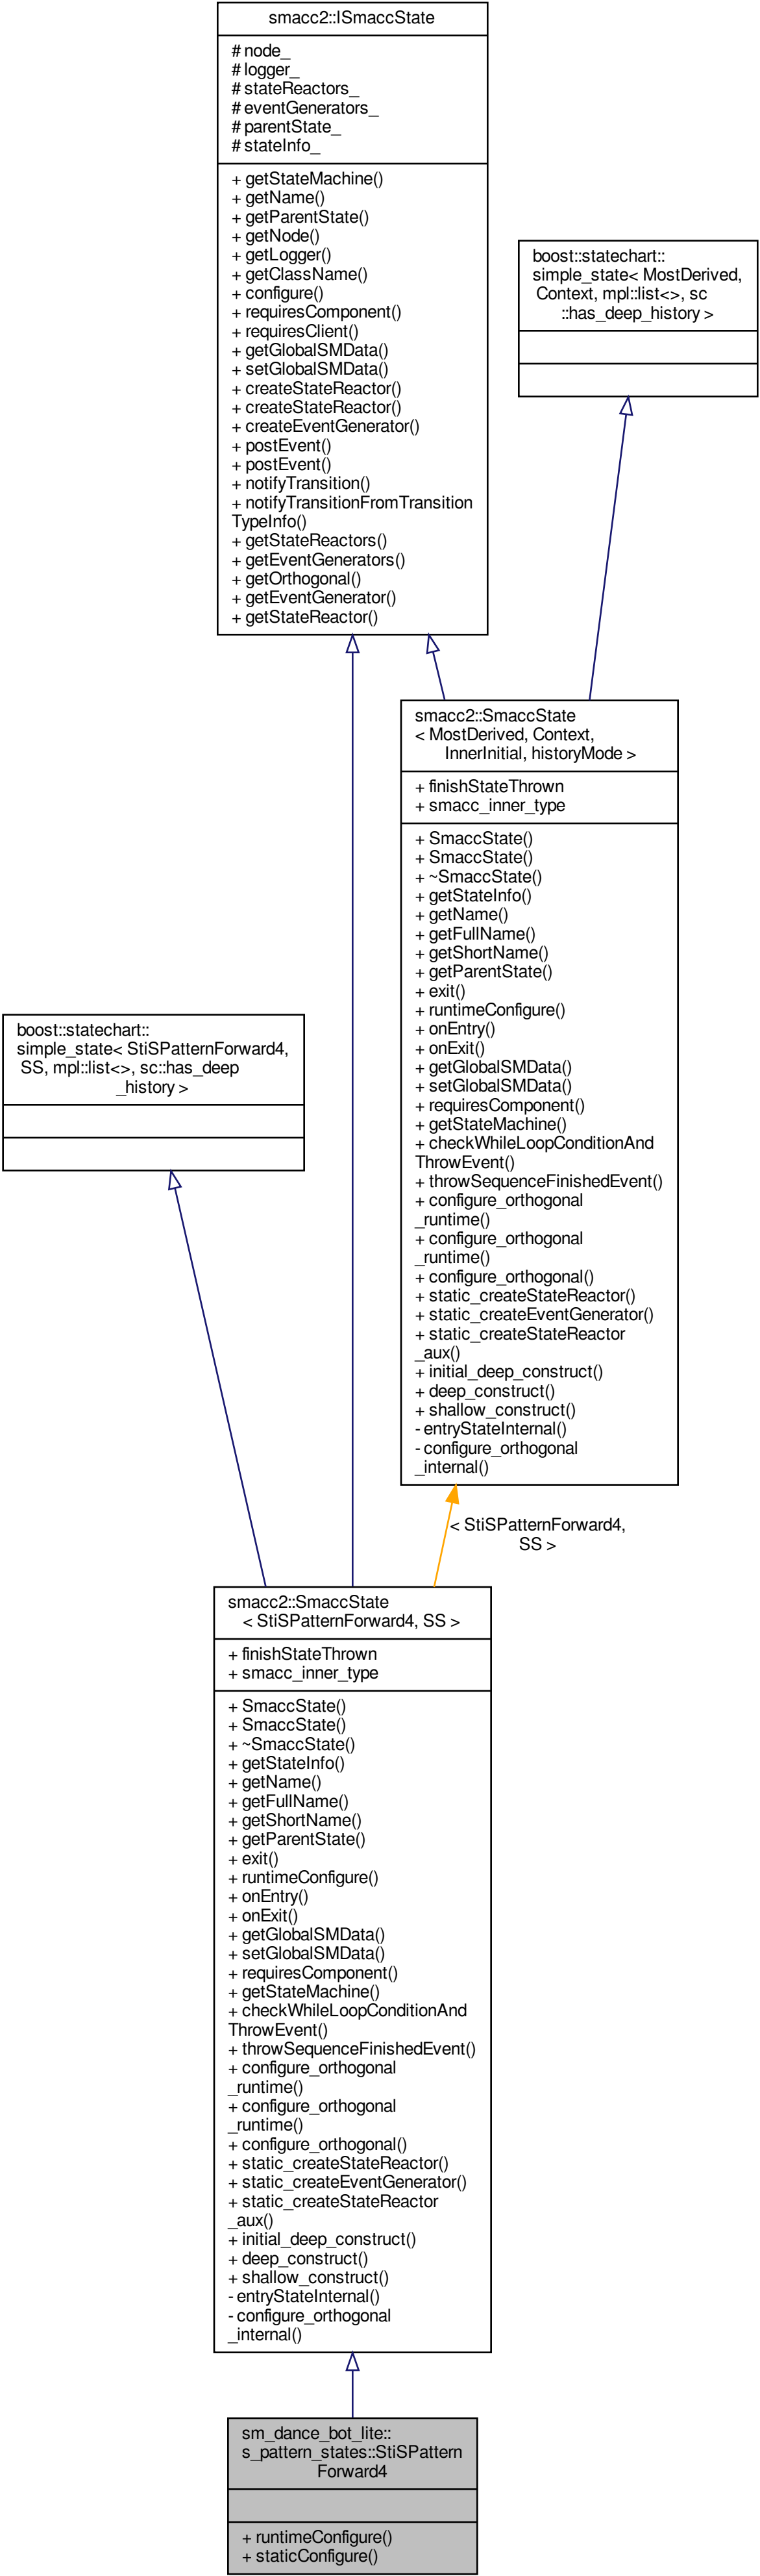 smacc2::ISmaccState
# node_
# logger_
# stateReactors_
# eventGenerators_
# parentState_
# stateInfo_
+ getStateMachine()
+ getName()
+ getParentState()
+ getNode()
+ getLogger()
+ getClassName()
+ configure()
+ requiresComponent()
+ requiresClient()
+ getGlobalSMData()
+ setGlobalSMData()
+ createStateReactor()
+ createStateReactor()
+ createEventGenerator()
+ postEvent()
+ postEvent()
+ notifyTransition()
+ notifyTransitionFromTransition
TypeInfo()
+ getStateReactors()
+ getEventGenerators()
+ getOrthogonal()
+ getEventGenerator()
+ getStateReactor()
boost::statechart::
simple_state< MostDerived,
Context, mpl::list<>, sc
::has_deep_history >
smacc2::SmaccState
< MostDerived, Context,
InnerInitial, historyMode >
+ finishStateThrown
+ smacc_inner_type
+ SmaccState()
+ SmaccState()
+ ~SmaccState()
+ getStateInfo()
+ getName()
+ getFullName()
+ getShortName()
+ getParentState()
+ exit()
+ runtimeConfigure()
+ onEntry()
+ onExit()
+ getGlobalSMData()
+ setGlobalSMData()
+ requiresComponent()
+ getStateMachine()
+ checkWhileLoopConditionAnd
ThrowEvent()
+ throwSequenceFinishedEvent()
+ configure_orthogonal
_runtime()
+ configure_orthogonal
_runtime()
+ configure_orthogonal()
+ static_createStateReactor()
+ static_createEventGenerator()
+ static_createStateReactor
_aux()
+ initial_deep_construct()
+ deep_construct()
+ shallow_construct()
- entryStateInternal()
- configure_orthogonal
_internal()
boost::statechart::
simple_state< StiSPatternForward4,
SS, mpl::list<>, sc::has_deep
_history >
< StiSPatternForward4,
SS >
smacc2::SmaccState
< StiSPatternForward4, SS >
+ finishStateThrown
+ smacc_inner_type
+ SmaccState()
+ SmaccState()
+ ~SmaccState()
+ getStateInfo()
+ getName()
+ getFullName()
+ getShortName()
+ getParentState()
+ exit()
+ runtimeConfigure()
+ onEntry()
+ onExit()
+ getGlobalSMData()
+ setGlobalSMData()
+ requiresComponent()
+ getStateMachine()
+ checkWhileLoopConditionAnd
ThrowEvent()
+ throwSequenceFinishedEvent()
+ configure_orthogonal
_runtime()
+ configure_orthogonal
_runtime()
+ configure_orthogonal()
+ static_createStateReactor()
+ static_createEventGenerator()
+ static_createStateReactor
_aux()
+ initial_deep_construct()
+ deep_construct()
+ shallow_construct()
- entryStateInternal()
- configure_orthogonal
_internal()
sm_dance_bot_lite::
s_pattern_states::StiSPattern
Forward4
+ runtimeConfigure()
+ staticConfigure()